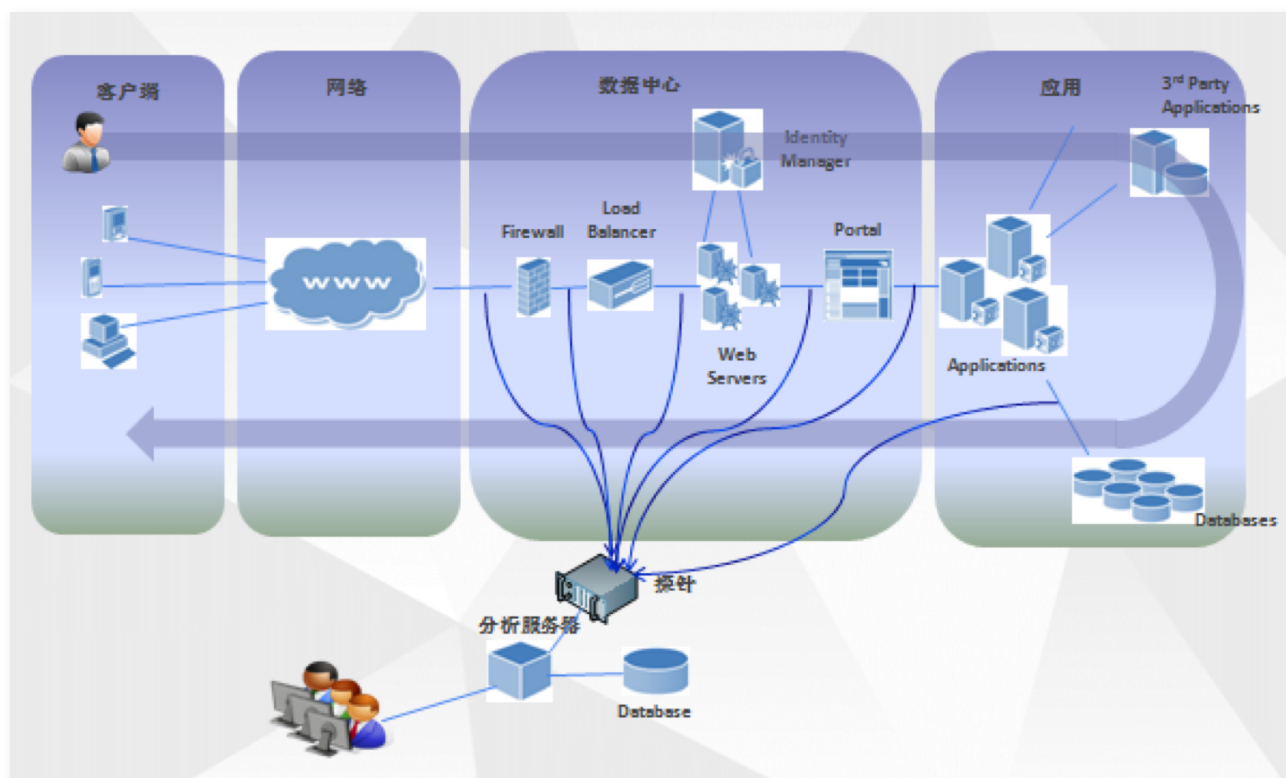 客户端
网络
数据中心
应用
3rd Party
Applications
Identity
Manager
Firewall
Load
Balancer
Portal
www
Web
Servers
Applications
Databases
探针
分析服务器
Database